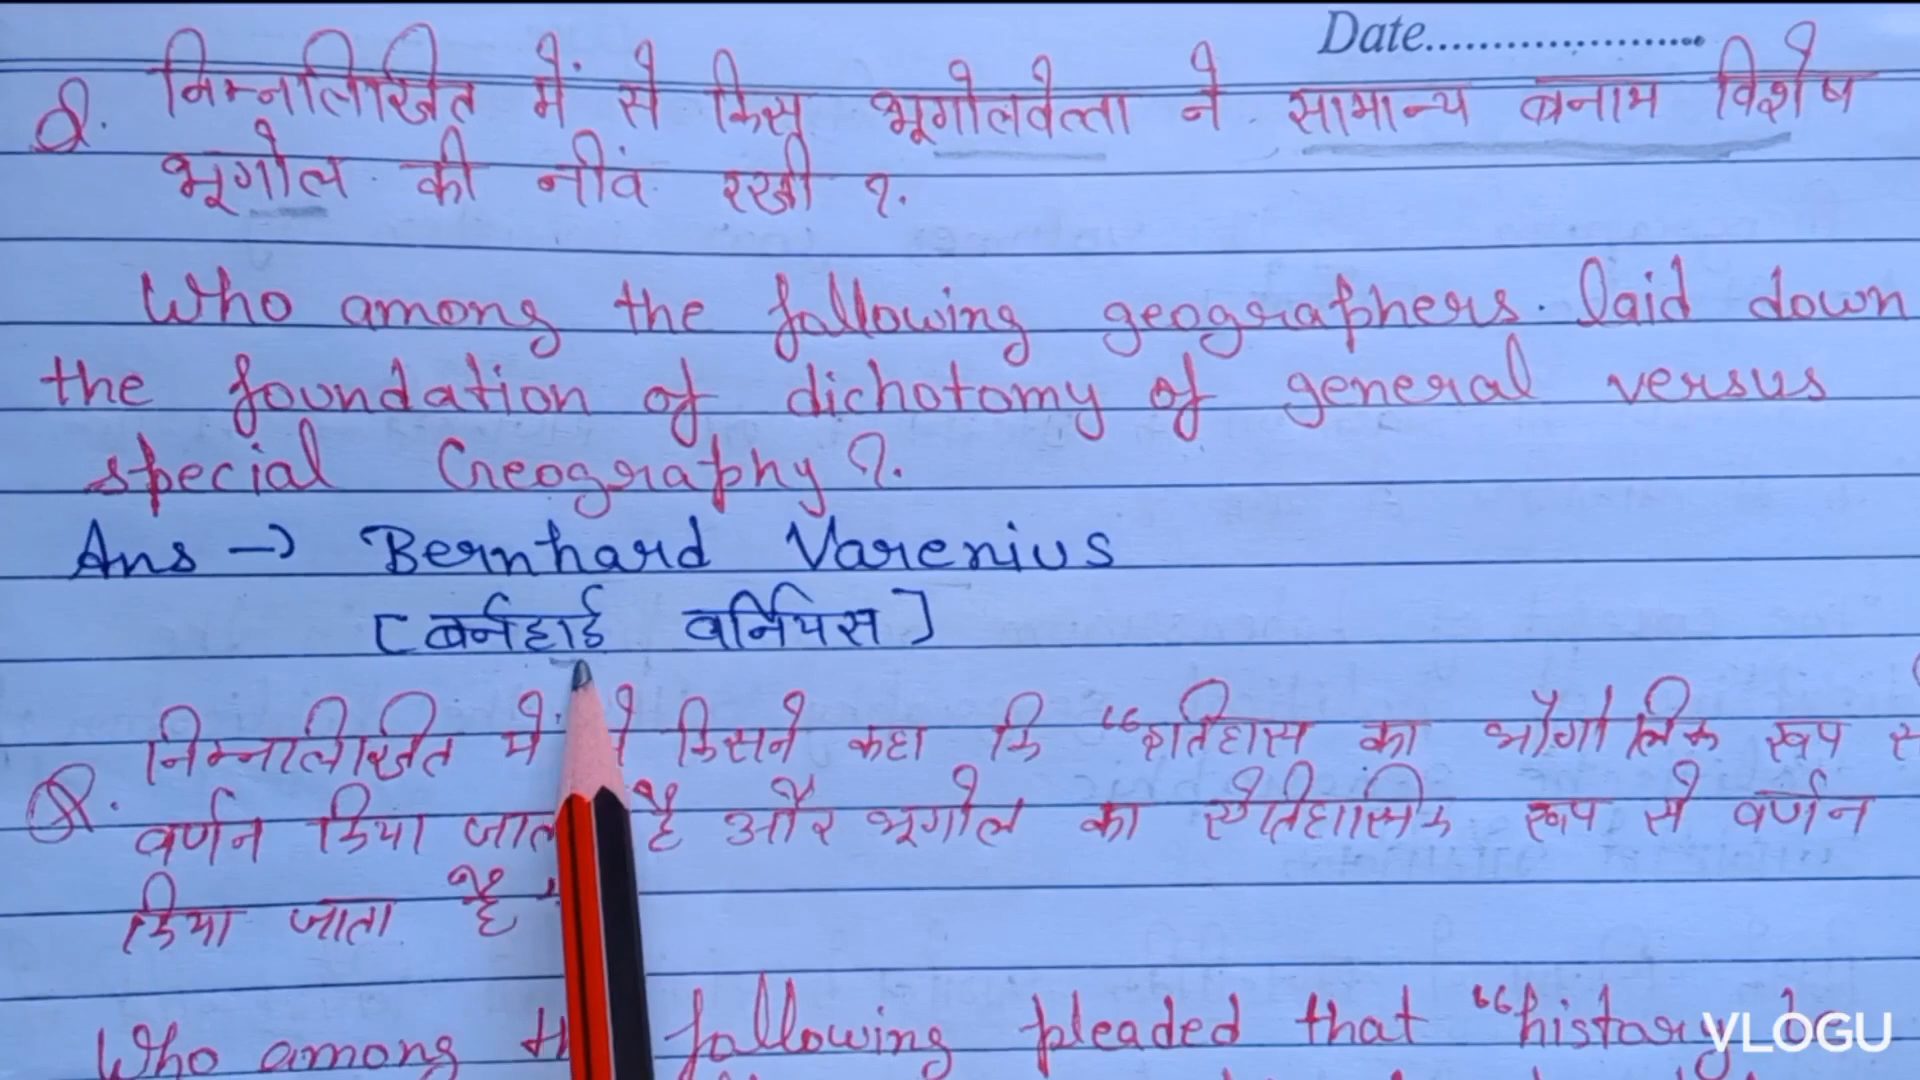 Date........................
Q. निम्नलिखित में से किस भूगोलवेत्ता ने सामान्य बनाम विशेष
भूगोल की नींव रखी ?.
Who among the following geographers. laid down
the foundation of dichotomy of general versus
special Geography ?.
Ans → Bernhard Varenius
[बर्नहार्ड वर्नियस]
निम्नलिखित में किसने कहा कि "इतिहास का भौगोलिक रूप से
Q. वर्णन किया जाता है और भूगोल का ऐतिहासिक रूप से वर्णन
किया जाता है
Who among the following pleaded that "history be
VLOGU